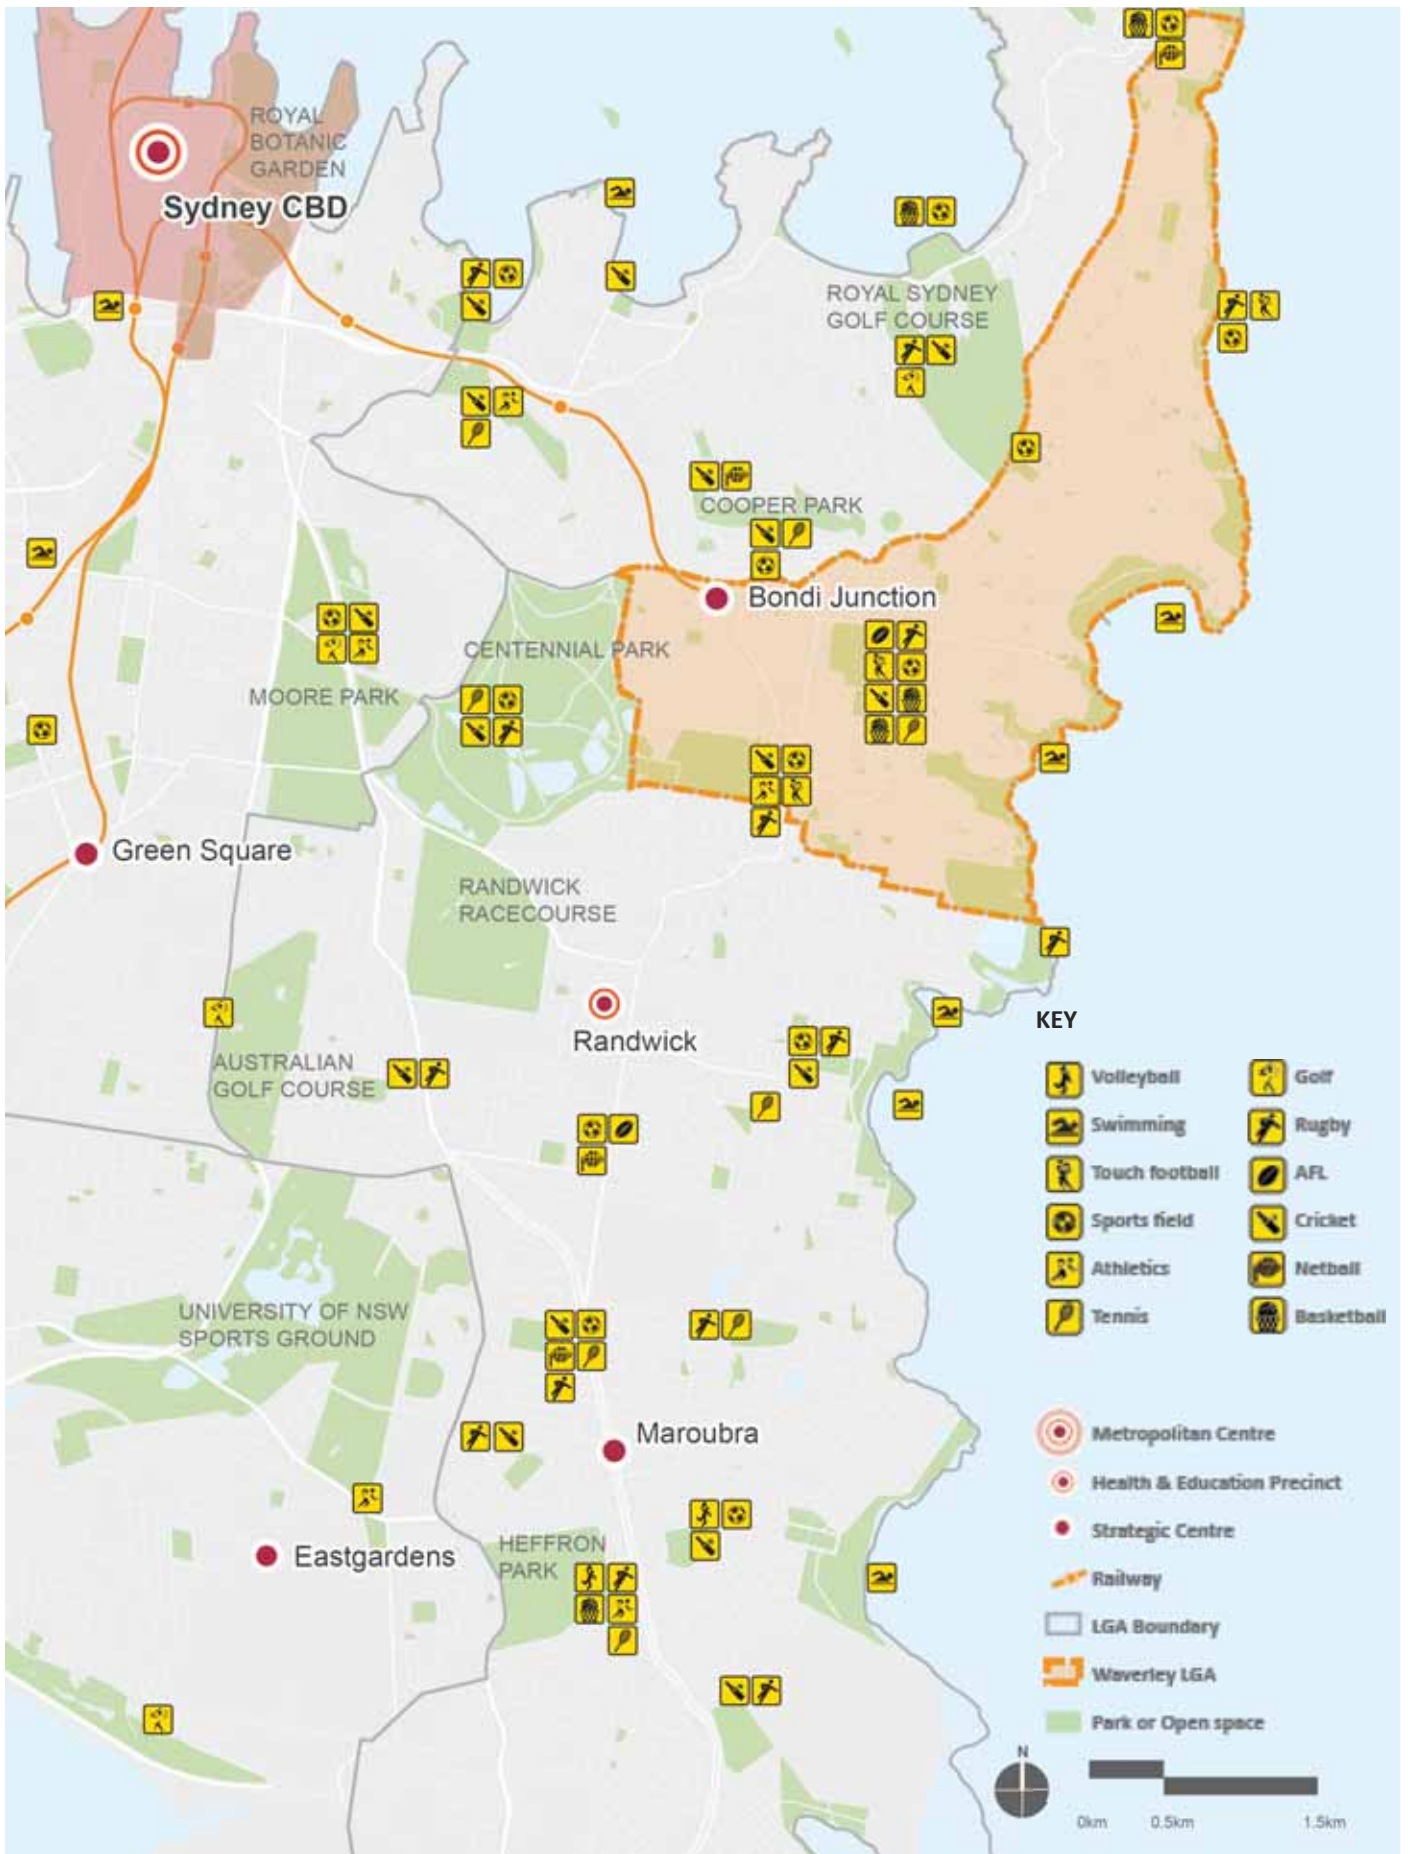 ROYAL
BOTANIC
GARDEN
Sydney CBD
ROYAL SYDNEY
GOLF COURSE
COOPER PARK
Bondi Junction
CENTENNIAL PARK
MOORE PARK
Green Square
RANDWICK
RACECOURSE
Randwick
AUSTRALIAN
GOLF COURSE
UNIVERSITY OF NSW
SPORTS GROUND
Maroubra
HEFFRON
PARK
Eastgardens
KEY
Volleyball
Swimming
Touch football
Sports field
Athletics
Tennis
Golf
Rugby
AFL
Cricket
Netball
Basketball
Metropolitan Centre
Health & Education Precinct
Strategic Centre
Railway
LGA Boundary
Waverley LGA
Park or Open space
N
0km 0.5km 1.5km